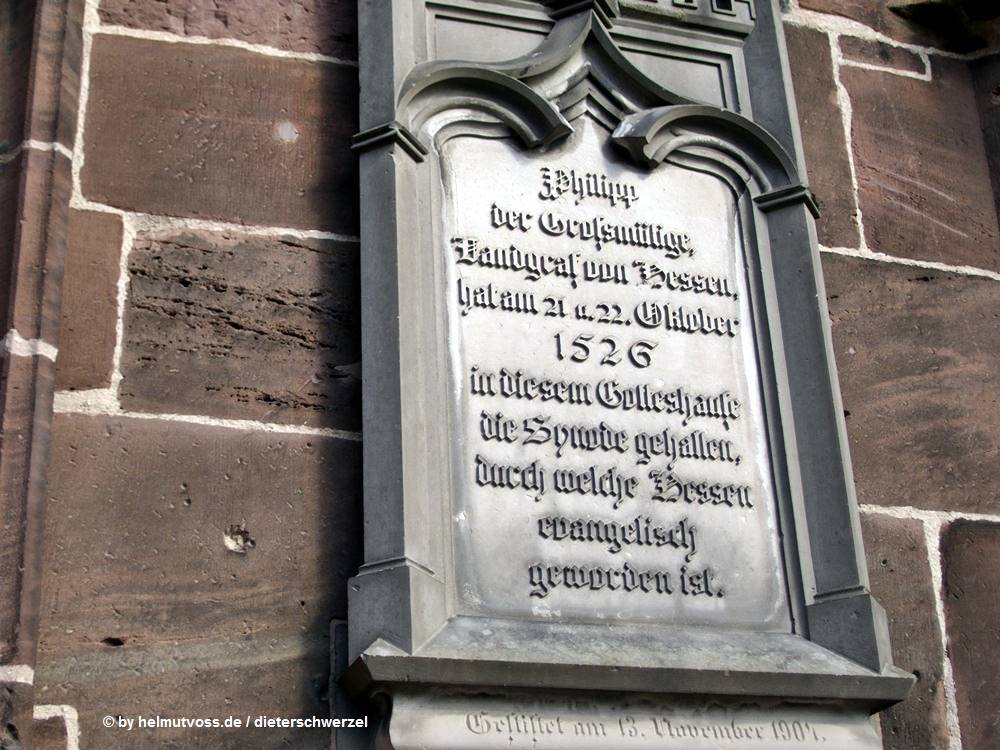 Philipp
der Großmütige,
Landgraf von Hessen,
hat am 21 u. 22. Oktober
1526
in diesem Gotteshause
die Synode gehalten,
durch welche Hessen
evangelisch
geworden ist.
Gestiftet am 13. November 1904.
© by helmutvoss.de / dieterschwerzel